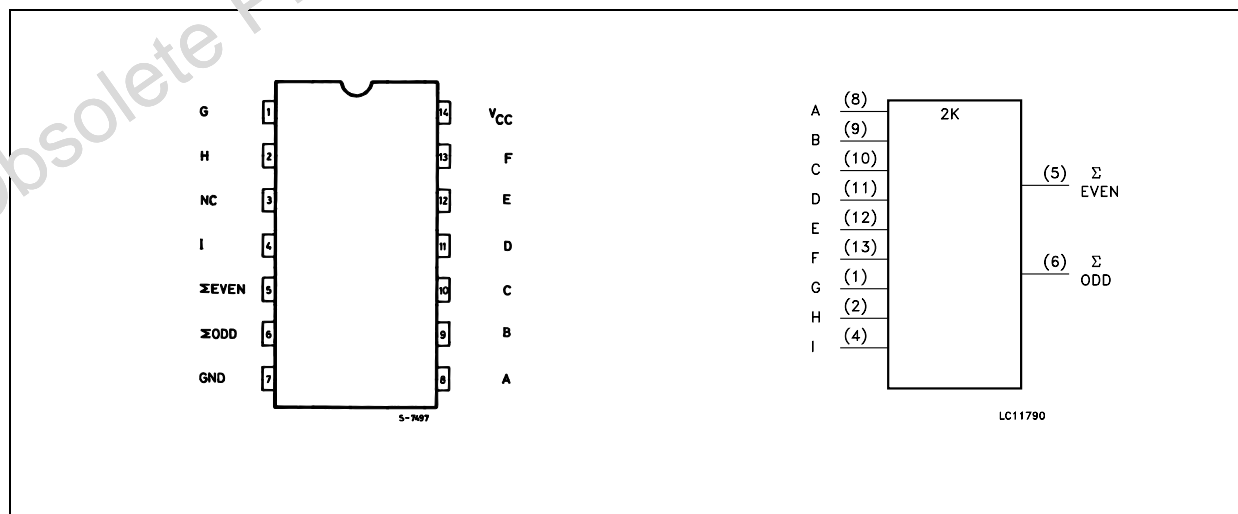 Obsolete
G 1 14 VCC
H 2 13 F
NC 3 12 E
I 4 11 D
ΣEVEN 5 10 C
ΣODD 6 9 B
GND 7 8 A
S-7497
2K
A (8)
B (9)
C (10)
D (11)
E (12)
F (13)
G (1)
H (2)
I (4)
(5) Σ
EVEN
(6) Σ
ODD
LC11790